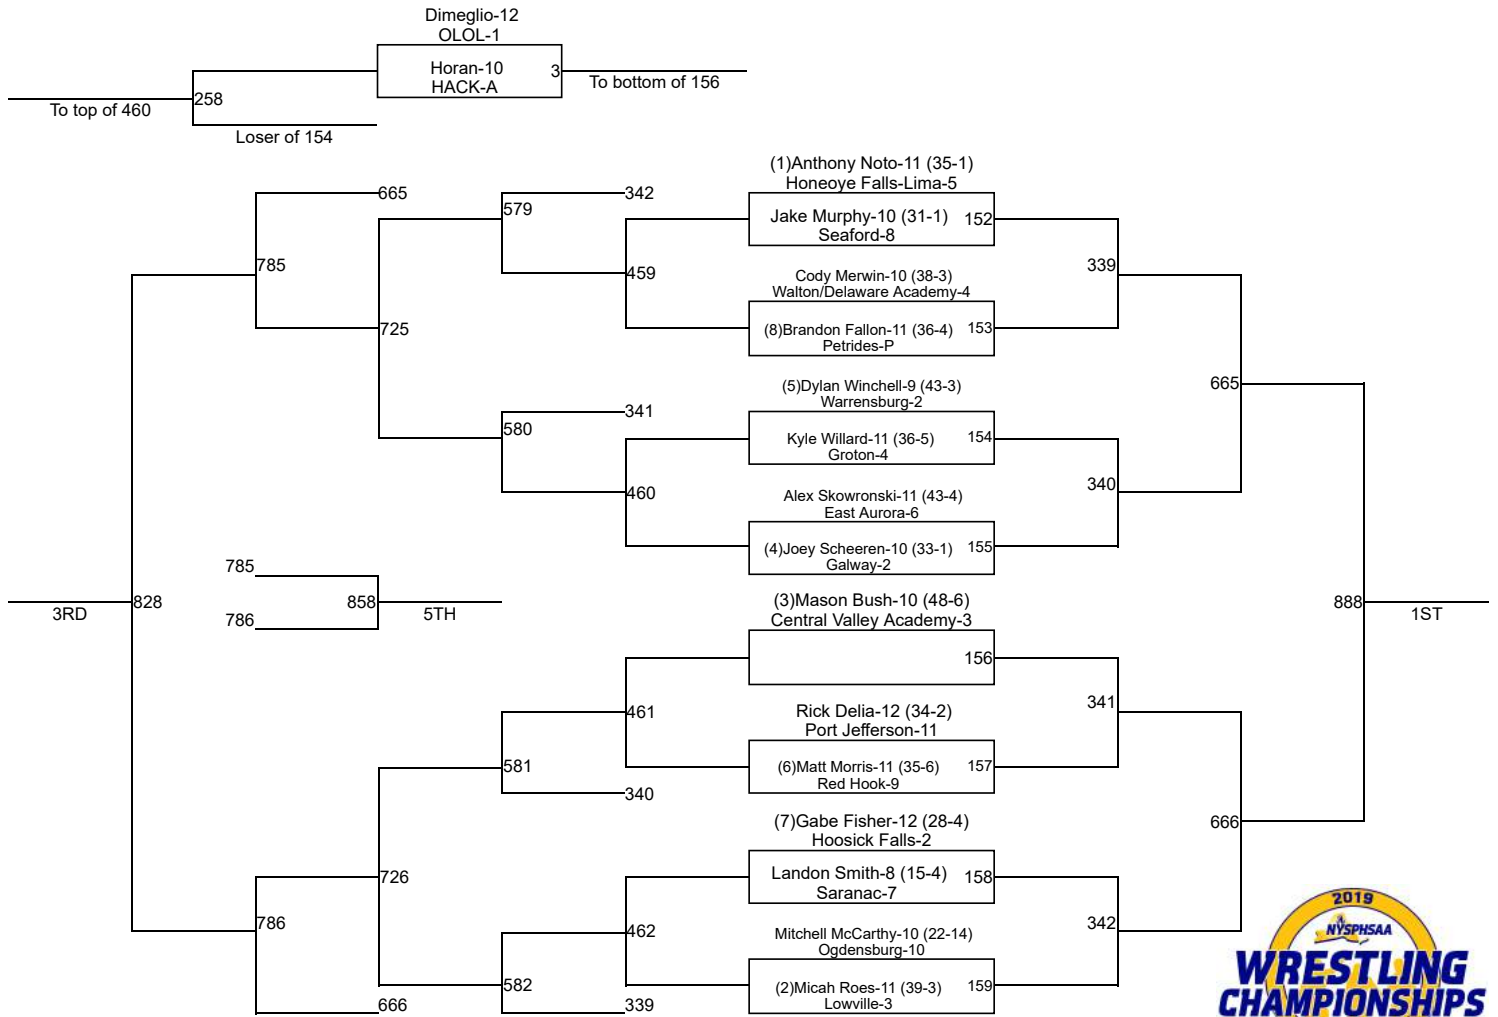 Dimeglio-12
OLOL-1
Horan-10
HACK-A
3
To bottom of 156
258
To top of 460
Loser of 154
(1)Anthony Noto-11 (35-1)
Honeoye Falls-Lima-5
665
342
579
Jake Murphy-10 (31-1) 152
Seaford-8
785
459
339
Cody Merwin-10 (38-3)
Walton/Delaware Academy-4
725
(8)Brandon Fallon-11 (36-4) 153
Petrides-P
(5)Dylan Winchell-9 (43-3)
Warrensburg-2
665
341
580
Kyle Willard-11 (36-5) 154
Groton-4
460
340
Alex Skowronski-11 (43-4)
East Aurora-6
(4)Joey Scheeren-10 (33-1) 155
Galway-2
785
3RD
828
858
5TH
786
(3)Mason Bush-10 (48-6)
Central Valley Academy-3
888
1ST
156
461
341
Rick Delia-12 (34-2)
Port Jefferson-11
581
(6)Matt Morris-11 (35-6) 157
Red Hook-9
340
(7)Gabe Fisher-12 (28-4)
Hoosick Falls-2
666
726
Landon Smith-8 (15-4) 158
Saranac-7
786
462
342
Mitchell McCarthy-10 (22-14)
Ogdensburg-10
582
(2)Micah Roes-11 (39-3) 159
Lowville-3
666
339
2019
NYSPHSAA
WRESTLING
CHAMPIONSHIPS